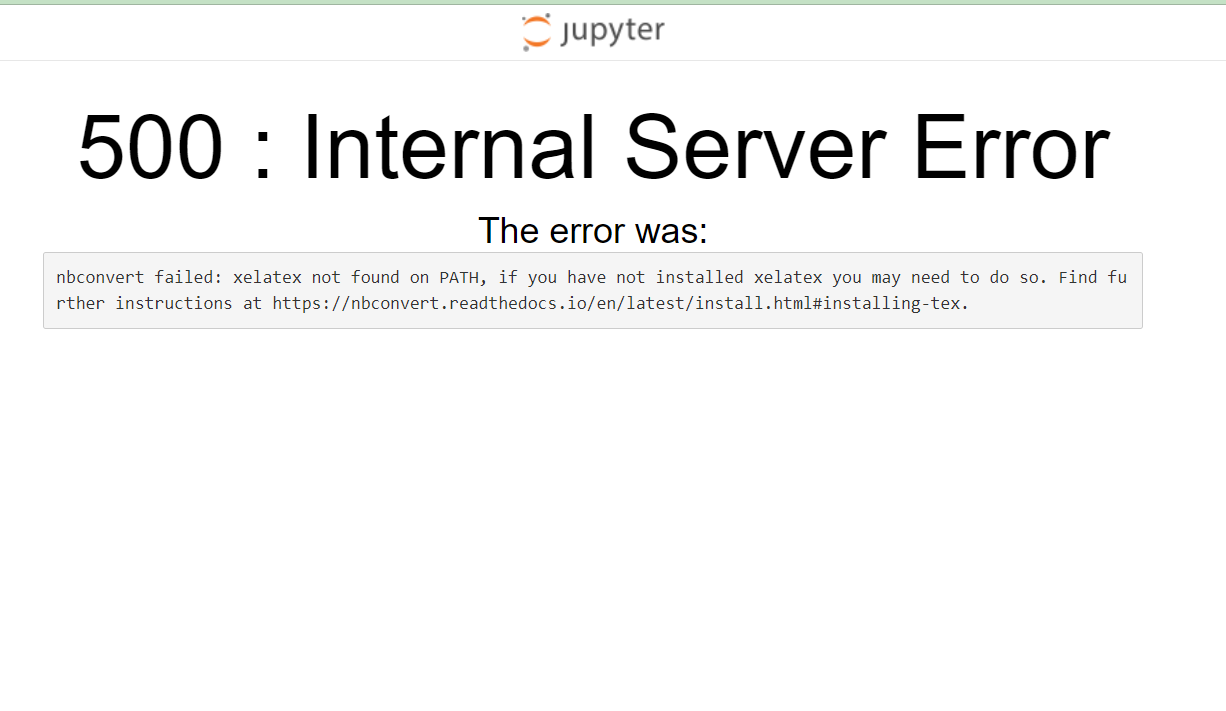 jupyter
500 : Internal Server Error
The error was:
nbconvert failed: xelatex not found on PATH, if you have not installed xelatex you may need to do so. Find fu
rther instructions at https://nbconvert.readthedocs.io/en/latest/install.html#installing-tex.